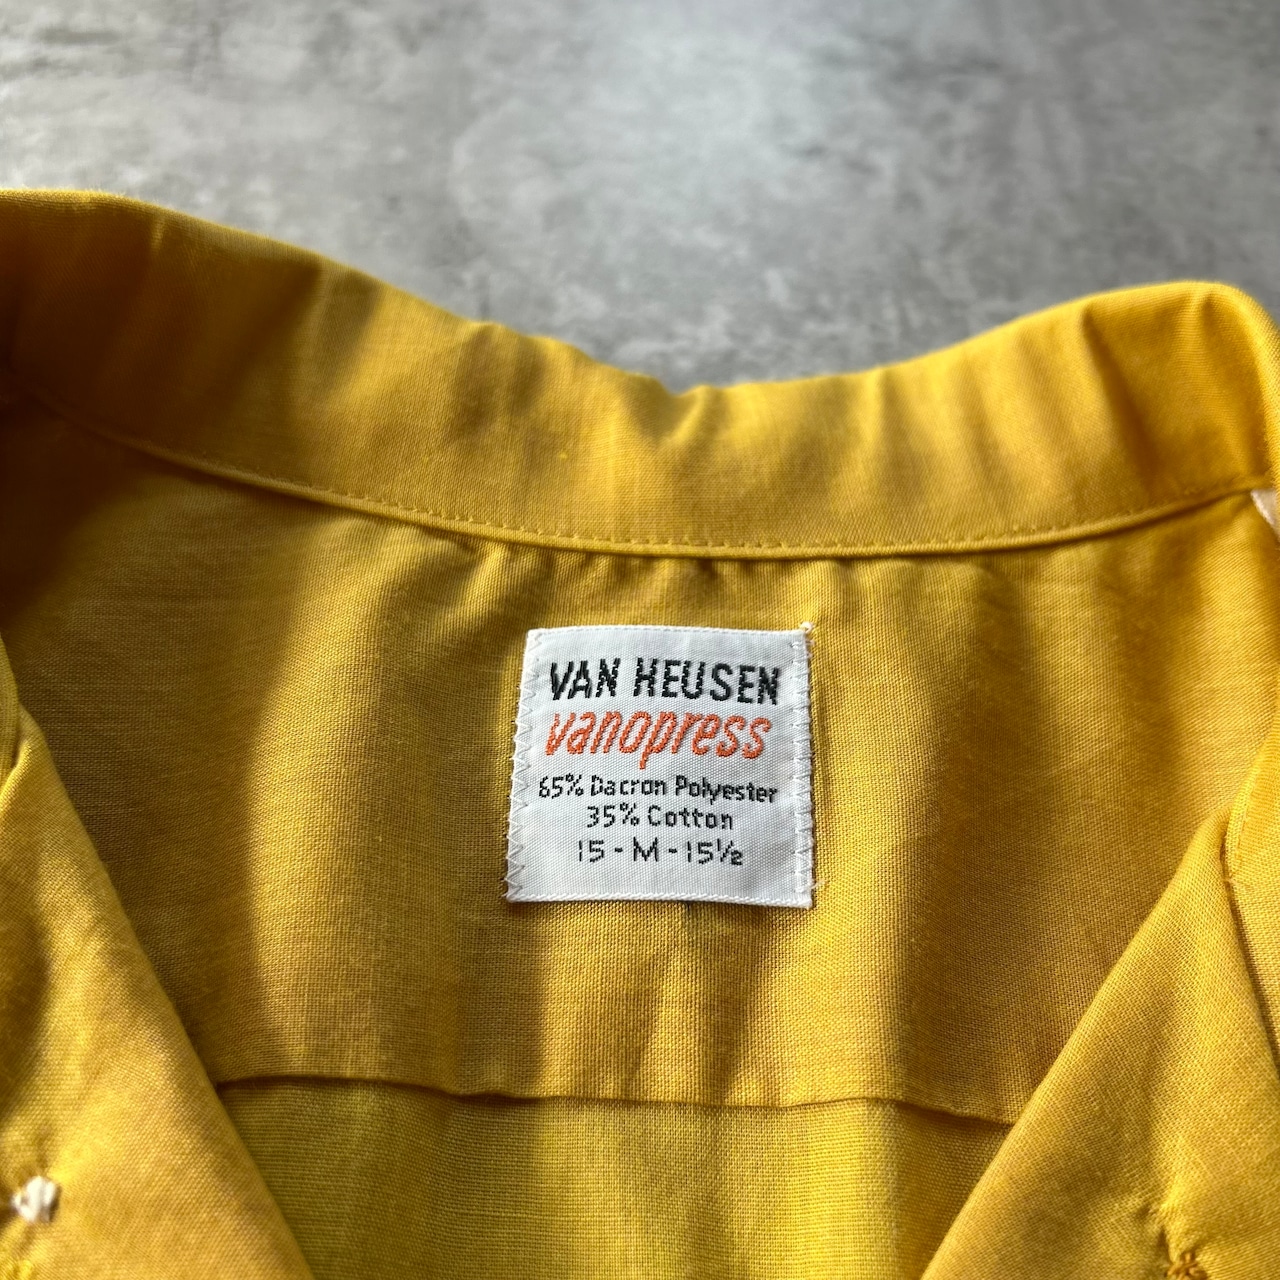 VAN HEUSEN
vanopress
65% Dacron Polyester
35% Cotton
15-M-15½